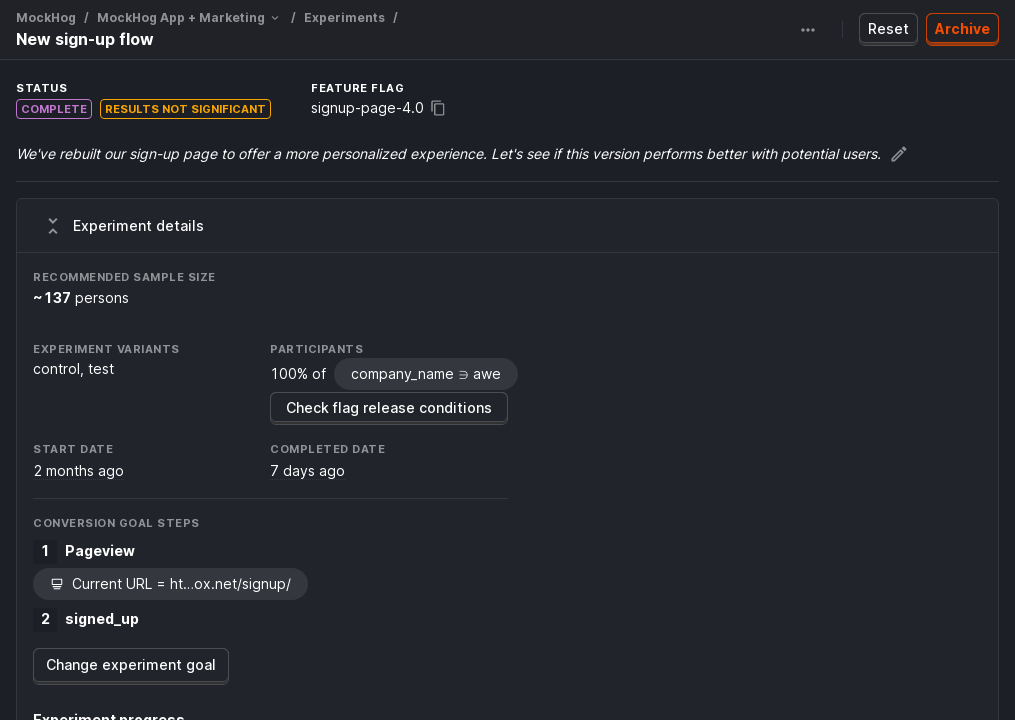 MockHog / MockHog App + Marketing / Experiments /
New sign-up flow
Reset
Archive
STATUS
FEATURE FLAG
COMPLETE
RESULTS NOT SIGNIFICANT
signup-page-4.0
We've rebuilt our sign-up page to offer a more personalized experience. Let's see if this version performs better with potential users.
Experiment details
RECOMMENDED SAMPLE SIZE
~137 persons
EXPERIMENT VARIANTS
control, test
PARTICIPANTS
100% of company_name ∋ awe
Check flag release conditions
START DATE
2 months ago
COMPLETED DATE
7 days ago
CONVERSION GOAL STEPS
1 Pageview
Current URL = ht...ox.net/signup/
2 signed_up
Change experiment goal
Experiment progress